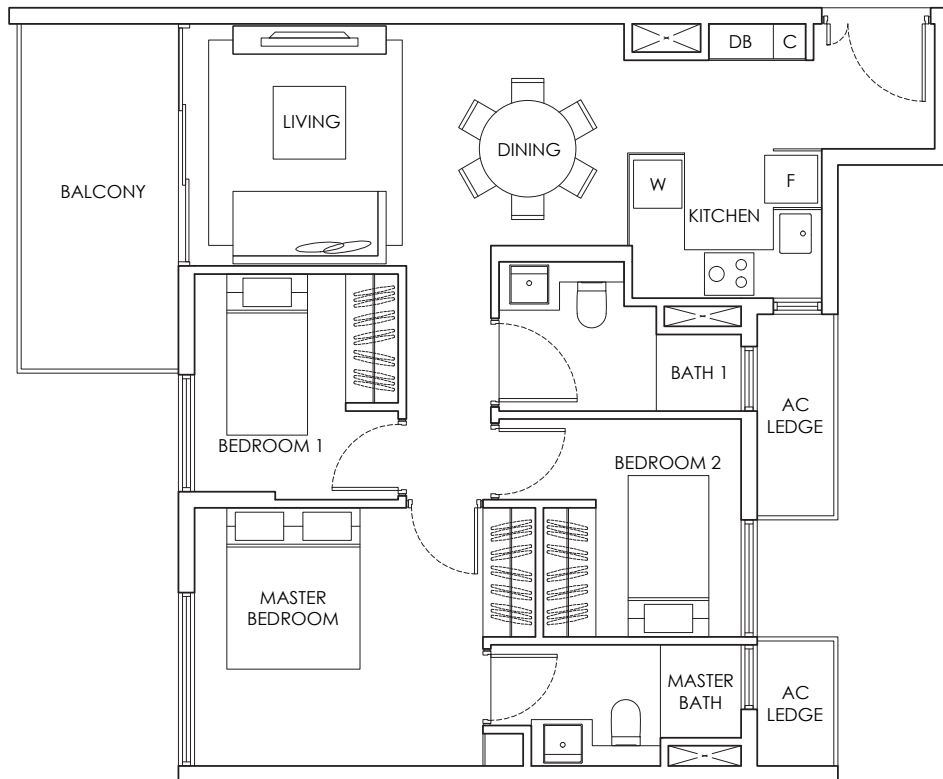 DB
C
LIVING
DINING
BALCONY
W
F
KITCHEN
BATH 1
AC
LEDGE
BEDROOM 1
BEDROOM 2
MASTER
BEDROOM
MASTER
BATH
AC
LEDGE